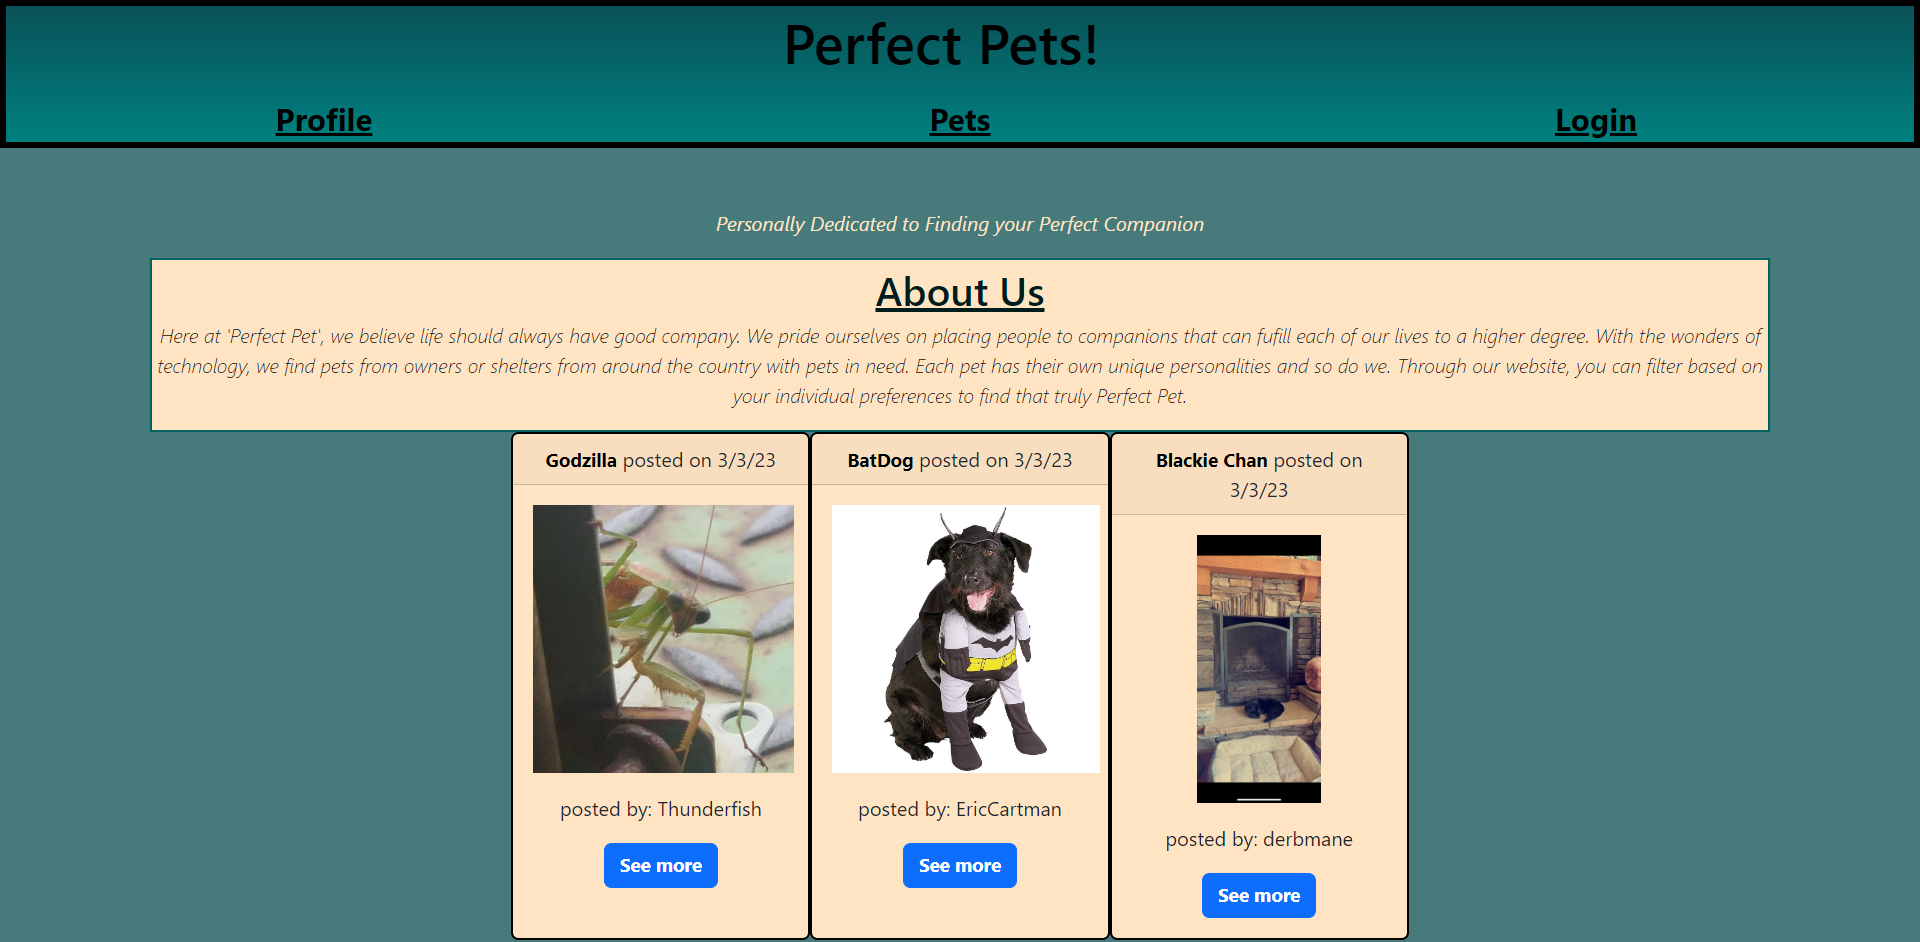 Perfect Pets!
Profile Pets Login
Personally Dedicated to Finding your Perfect Companion
About Us
Here at 'Perfect Pet', we believe life should always have good company. We pride ourselves on placing people to companions that can fufill each of our lives to a higher degree. With the wonders of
technology, we find pets from owners or shelters from around the country with pets in need. Each pet has their own unique personalities and so do we. Through our website, you can filter based on
your individual preferences to find that truly Perfect Pet.
Godzilla posted on 3/3/23
posted by: Thunderfish
See more
BatDog posted on 3/3/23
posted by: EricCartman
See more
Blackie Chan posted on
3/3/23
posted by: derbmane
See more